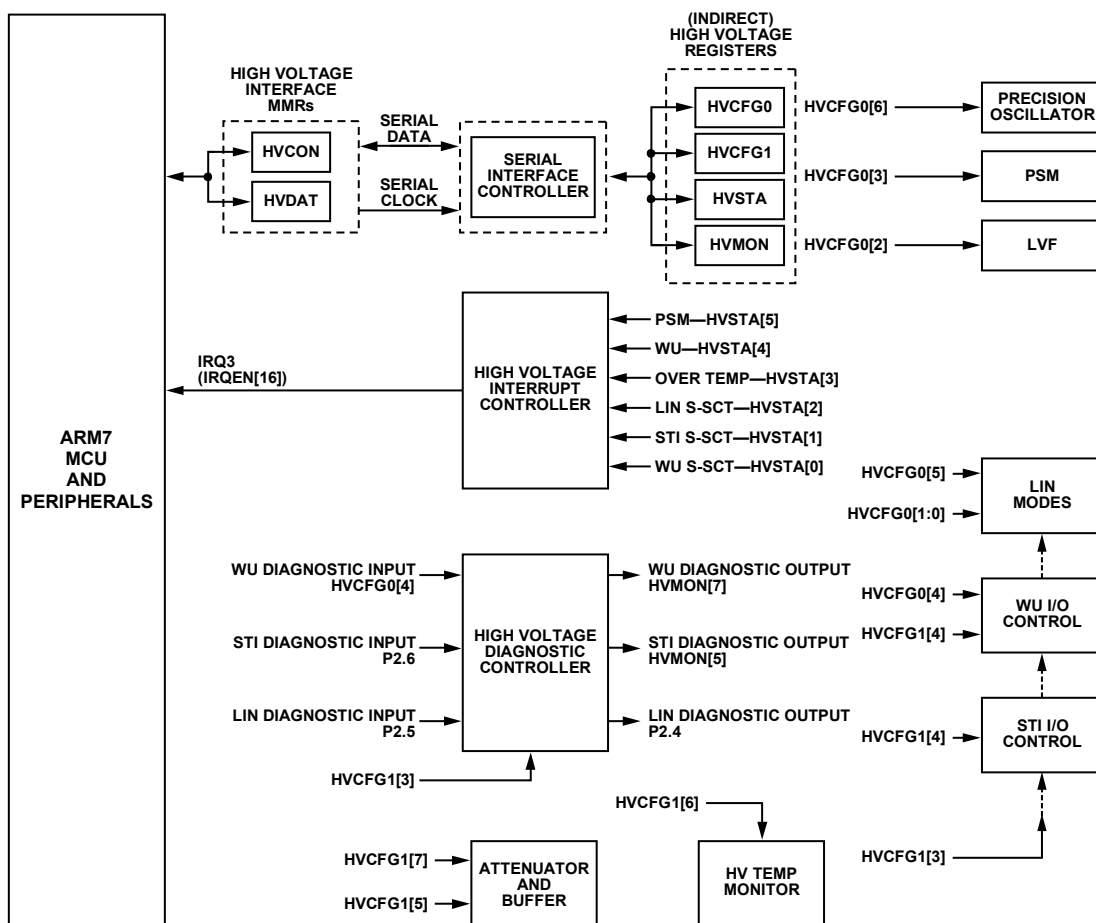 (INDIRECT)
HIGH VOLTAGE
REGISTERS
HIGH VOLTAGE
INTERFACE
MMRs
HVCON
HVDAT
SERIAL
DATA
SERIAL
CLOCK
SERIAL
INTERFACE
CONTROLLER
HVCFG0
HVCFG1
HVSTA
HVMON
HVCFG0[6]
PRECISION
OSCILLATOR
HVCFG0[3]
PSM
HVCFG0[2]
LVF
ARM7
MCU
AND
PERIPHERALS
IRQ3
(IRQEN[16])
HIGH VOLTAGE
INTERRUPT
CONTROLLER
PSM—HVSTA[5]
WU—HVSTA[4]
OVER TEMP—HVSTA[3]
LIN S-SCT—HVSTA[2]
STI S-SCT—HVSTA[1]
WU S-SCT—HVSTA[0]
HVCFG0[5]
HVCFG0[1:0]
LIN
MODES
WU DIAGNOSTIC INPUT
HVCFG0[4]
STI DIAGNOSTIC INPUT
P2.6
LIN DIAGNOSTIC INPUT
P2.5
HVCFG1[3]
HIGH VOLTAGE
DIAGNOSTIC
CONTROLLER
WU DIAGNOSTIC OUTPUT
HVMON[7]
STI DIAGNOSTIC OUTPUT
HVMON[5]
LIN DIAGNOSTIC OUTPUT
P2.4
HVCFG0[4]
HVCFG1[4]
WU I/O
CONTROL
HVCFG1[4]
STI I/O
CONTROL
HVCFG1[3]
HVCFG1[7]
HVCFG1[5]
ATTENUATOR
AND
BUFFER
HVCFG1[6]
HV TEMP
MONITOR